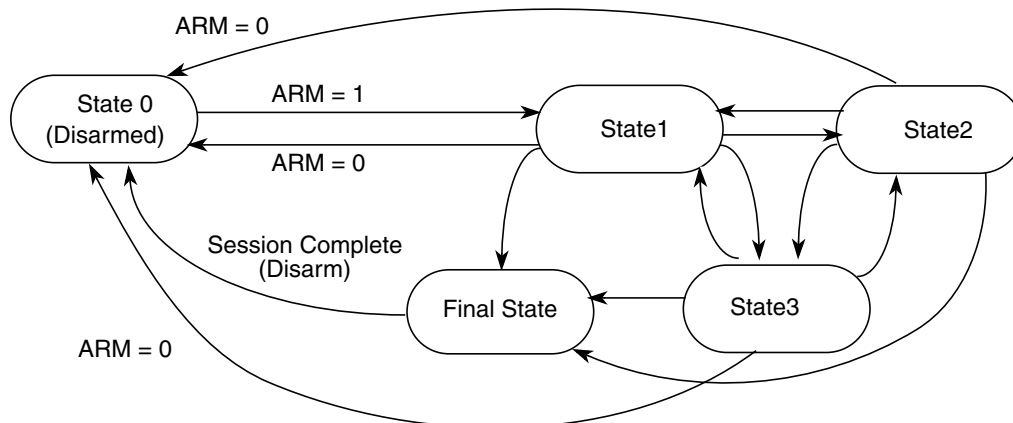 ARM = 0
State 0
(Disarmed)
ARM = 1
ARM = 0
State1
State2
Session Complete
(Disarm)
Final State
State3
ARM = 0